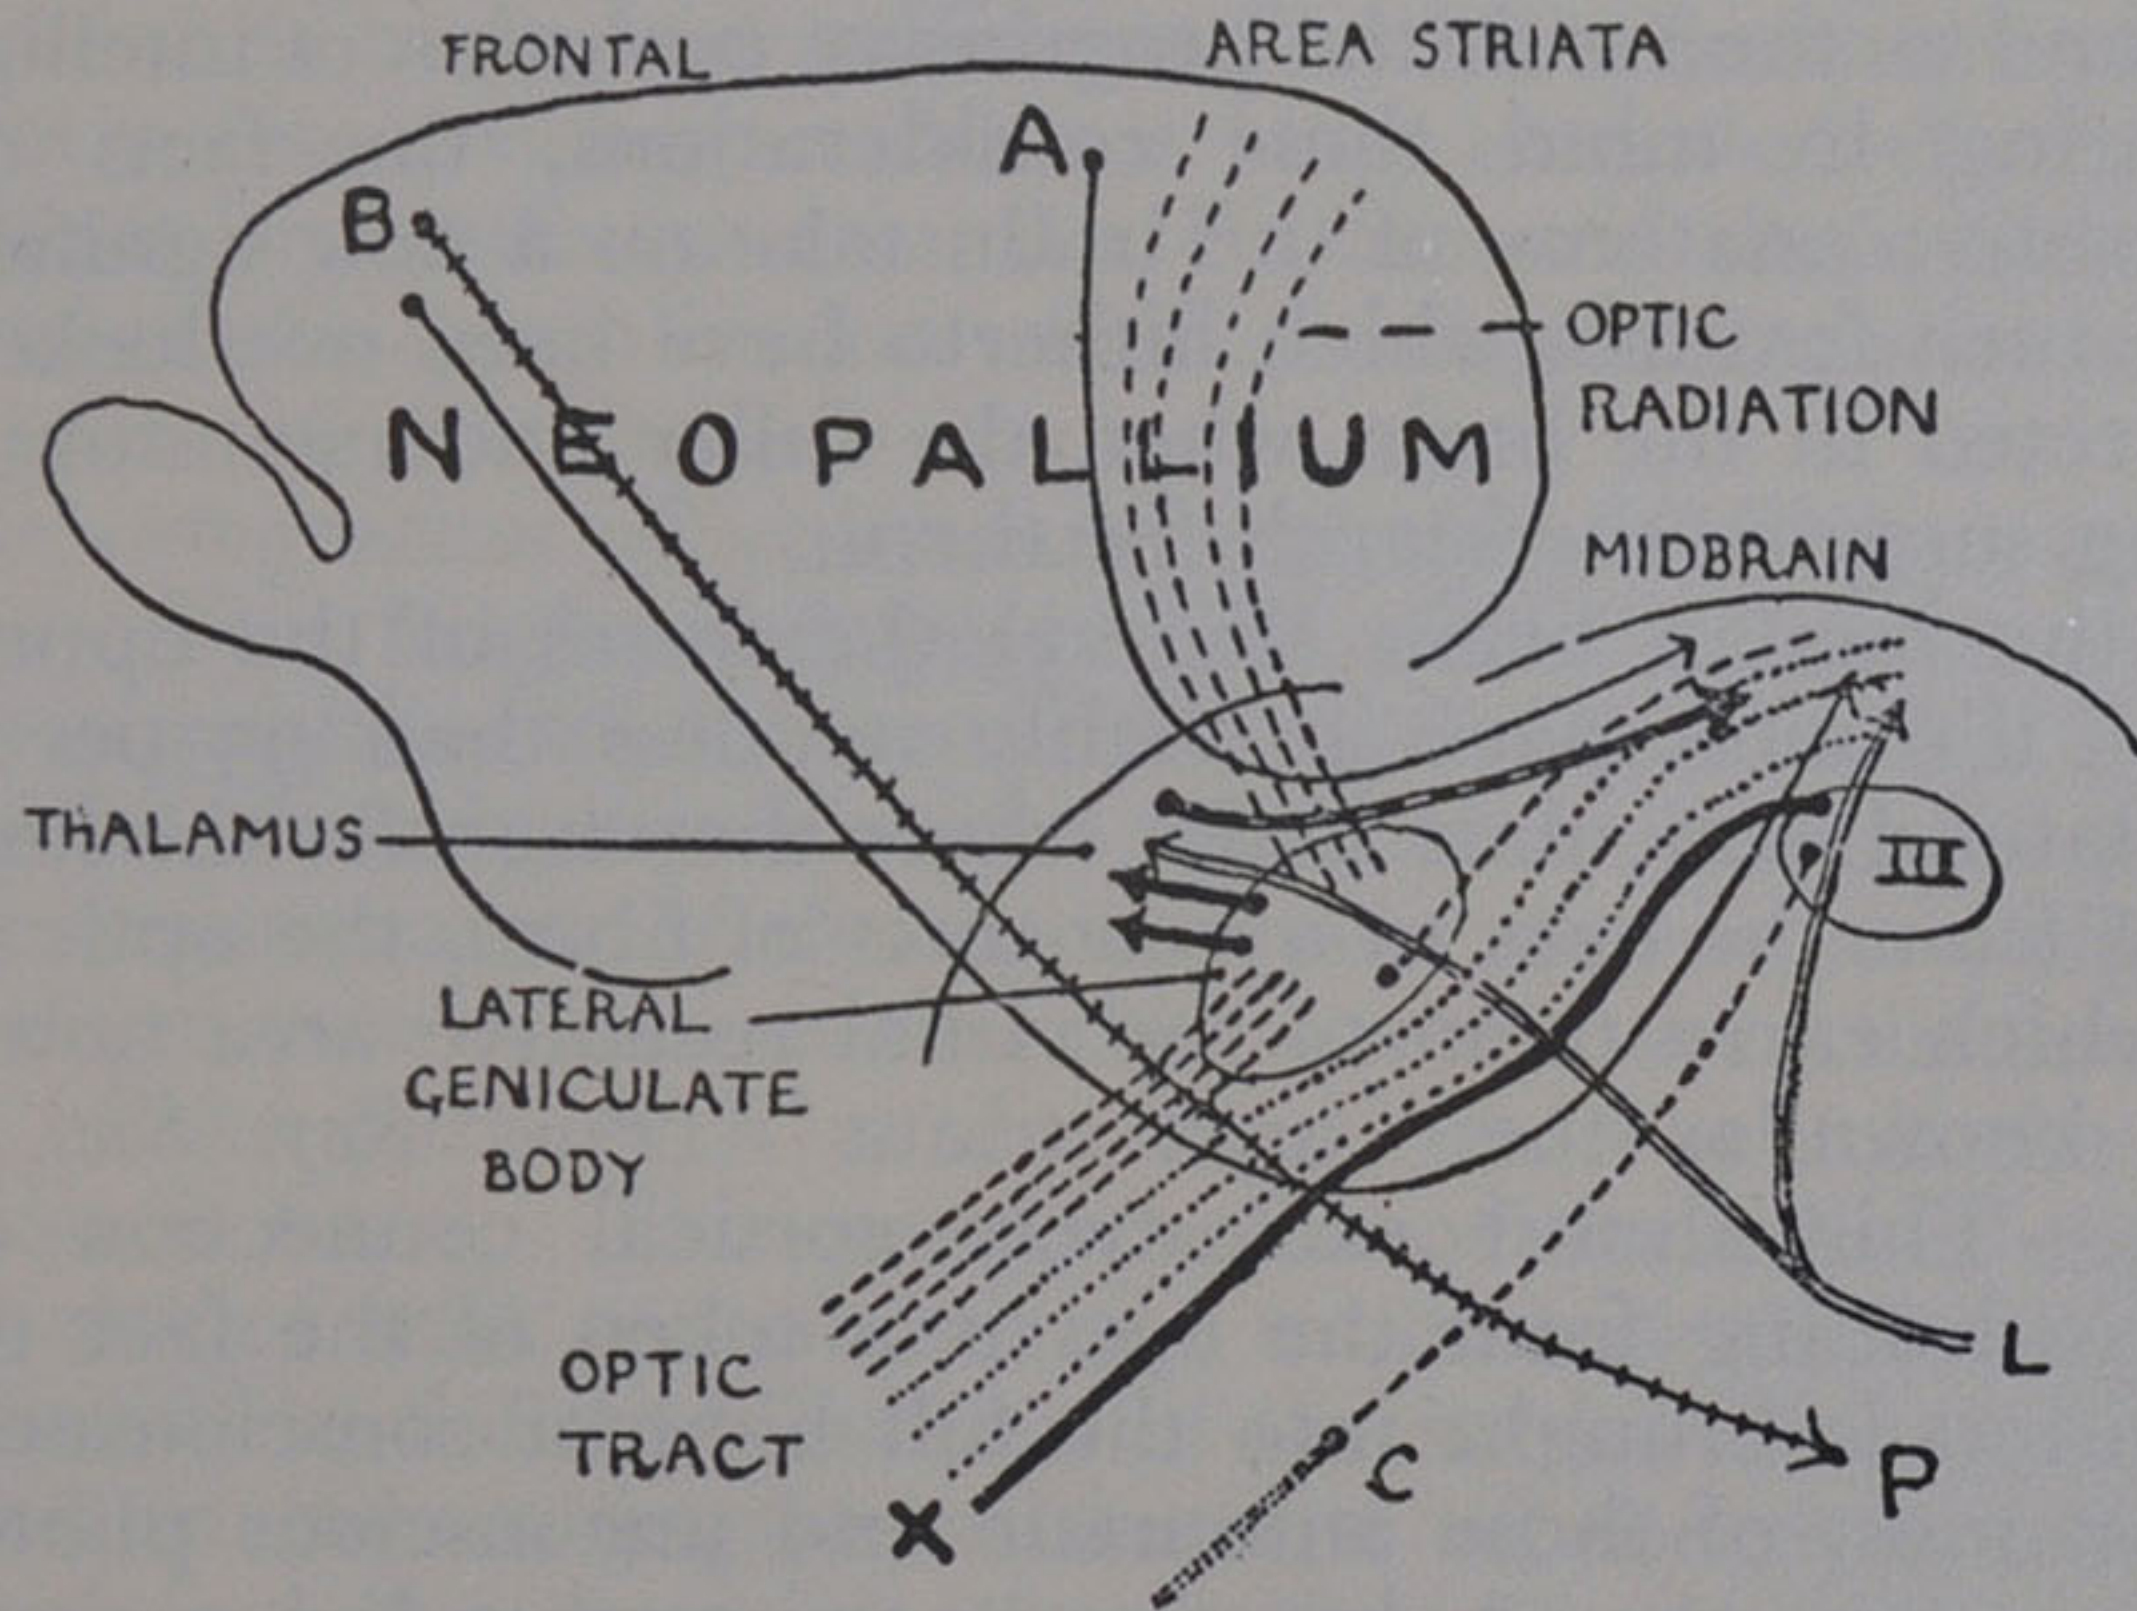 FRONTAL
AREA STRIATA
A
B
NEOPALLIUM
OPTIC
RADIATION
MIDBRAIN
THALAMUS
III
LATERAL
GENICULATE
BODY
OPTIC
TRACT
L
C
P
X